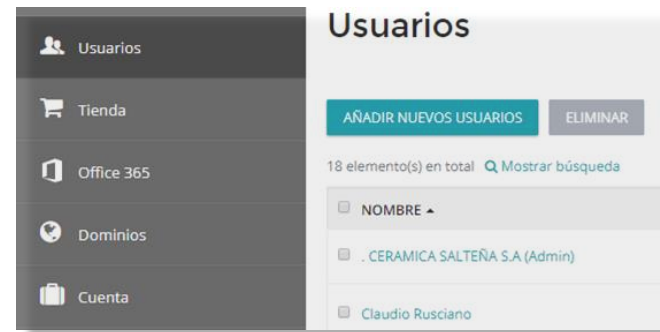 Usuarios
Tienda
Office 365
Dominios
Cuenta
Usuarios
AÑADIR NUEVOS USUARIOS ELIMINAR
18 elemento(s) en total Mostrar búsqueda
NOMBRE
. CERAMICA SALTEÑA S.A (Admin)
Claudio Rusciano